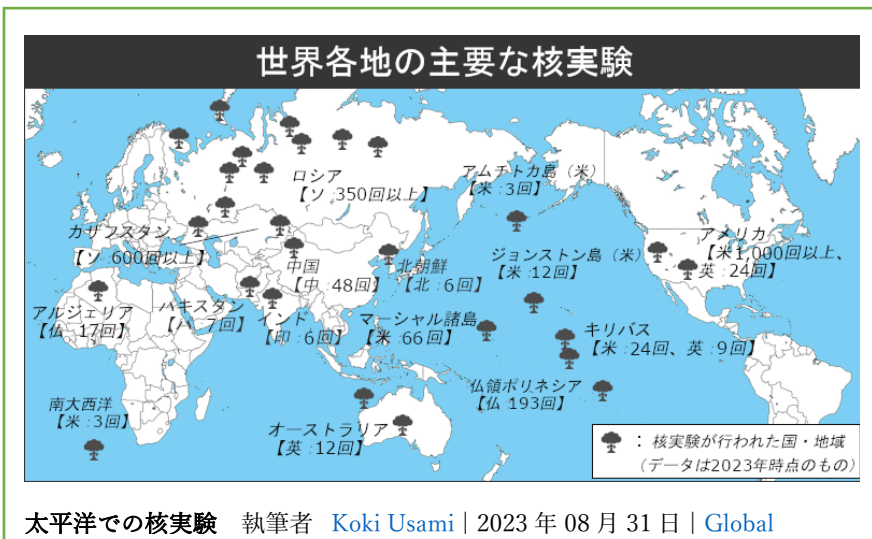 世界各地の主要な核実験
ロシア
【ソ :350回以上】
アムチトカ島（米）
【米 :3回】
カザフスタン
【ソ :600回以上】
中国
【中 :48回】
北朝鮮
【北 :6回】
ジョンストン島（米）
【米 :12回】
アメリカ
【米1,000回以上、
英 :24回】
アルジェリア
【仏 :17回】
パキスタン
【パ :7回】
インド
【印 :6回】
マーシャル諸島
【米 :66回】
キリバス
【米 :24回、英 :9回】
仏領ポリネシア
【仏 :193回】
南大西洋
【米 :3回】
オーストラリア
【英 :12回】
：核実験が行われた国・地域
（データは2023年時点のもの）
太平洋での核実験 執筆者 Koki Usami | 2023 年 08 月 31 日 | Global